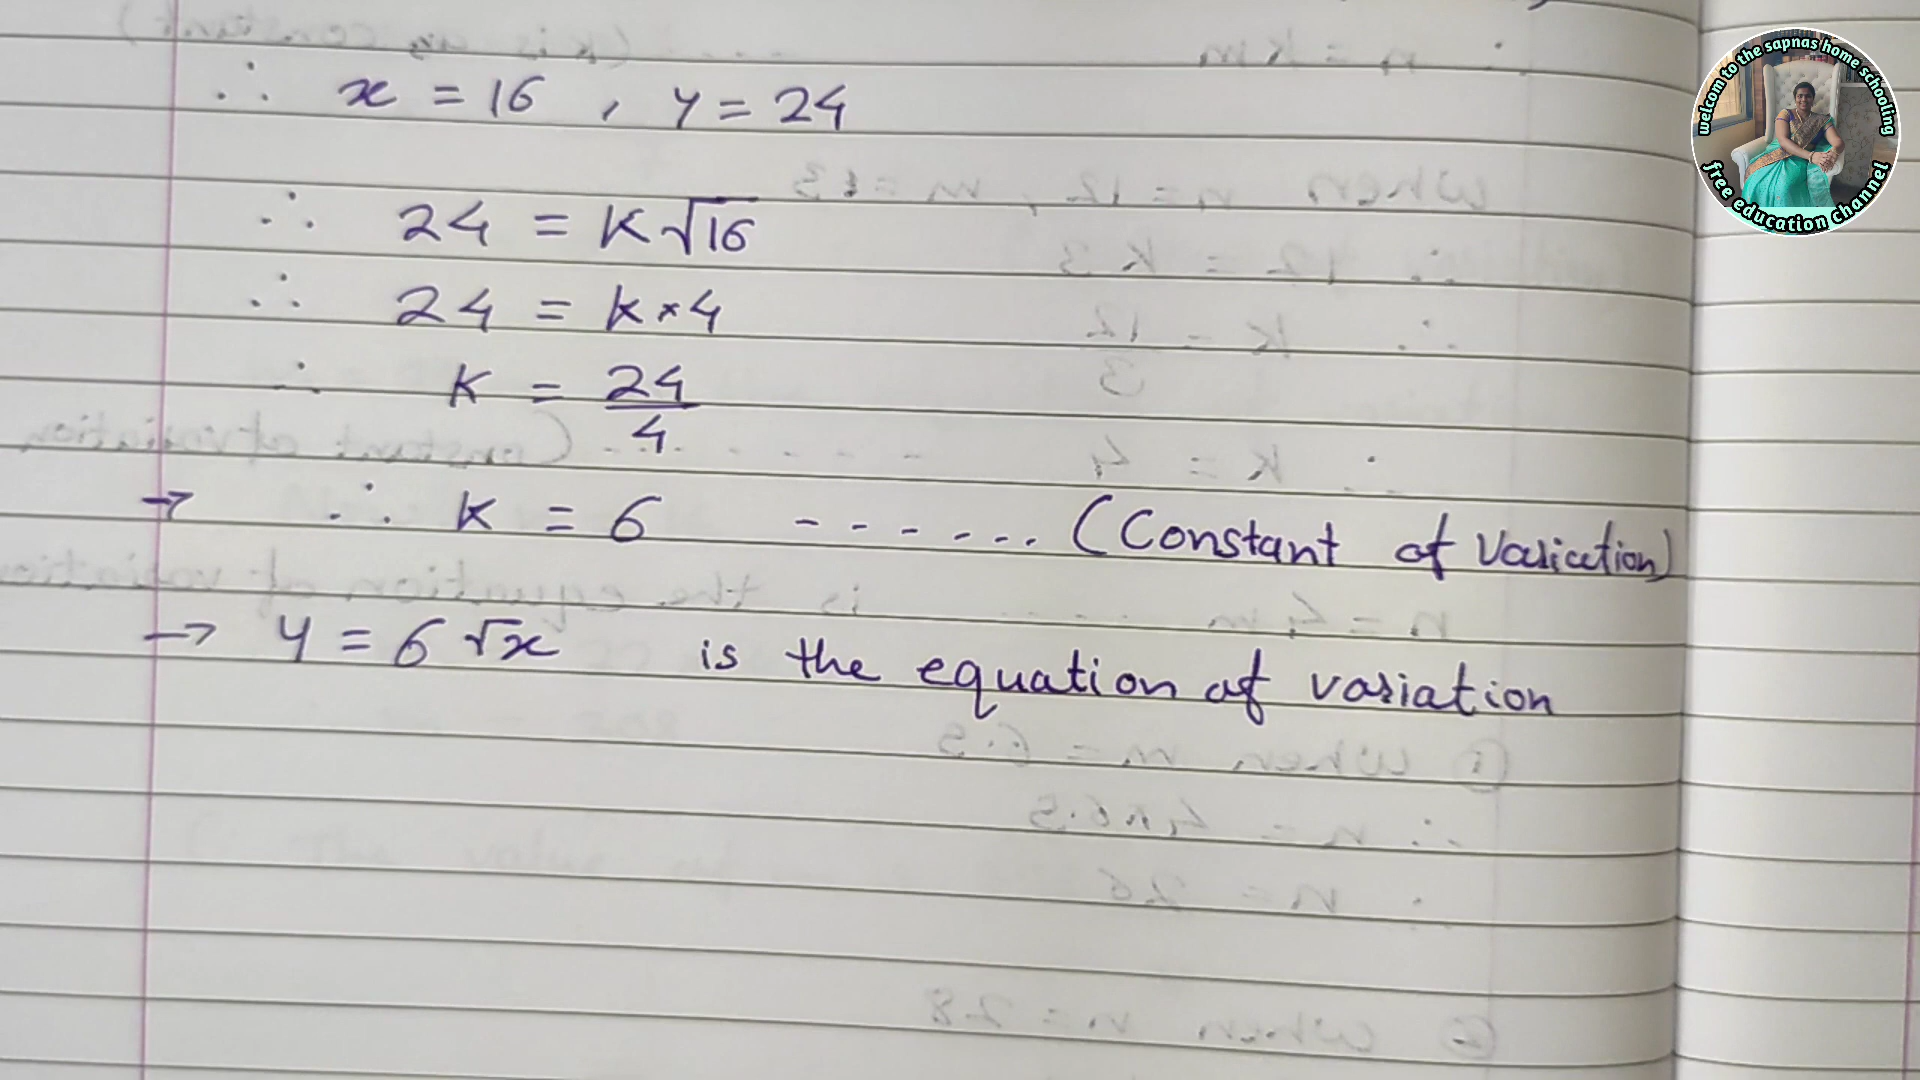 ∴ x = 16 , y = 24
∴ 24 = K√16
∴ 24 = K × 4
∴ K = 24/4
→ ∴ K = 6 ------ (Constant of Variation)
→ y = 6√x is the equation of variation
welcom to the sapnas home schooling
free education channel